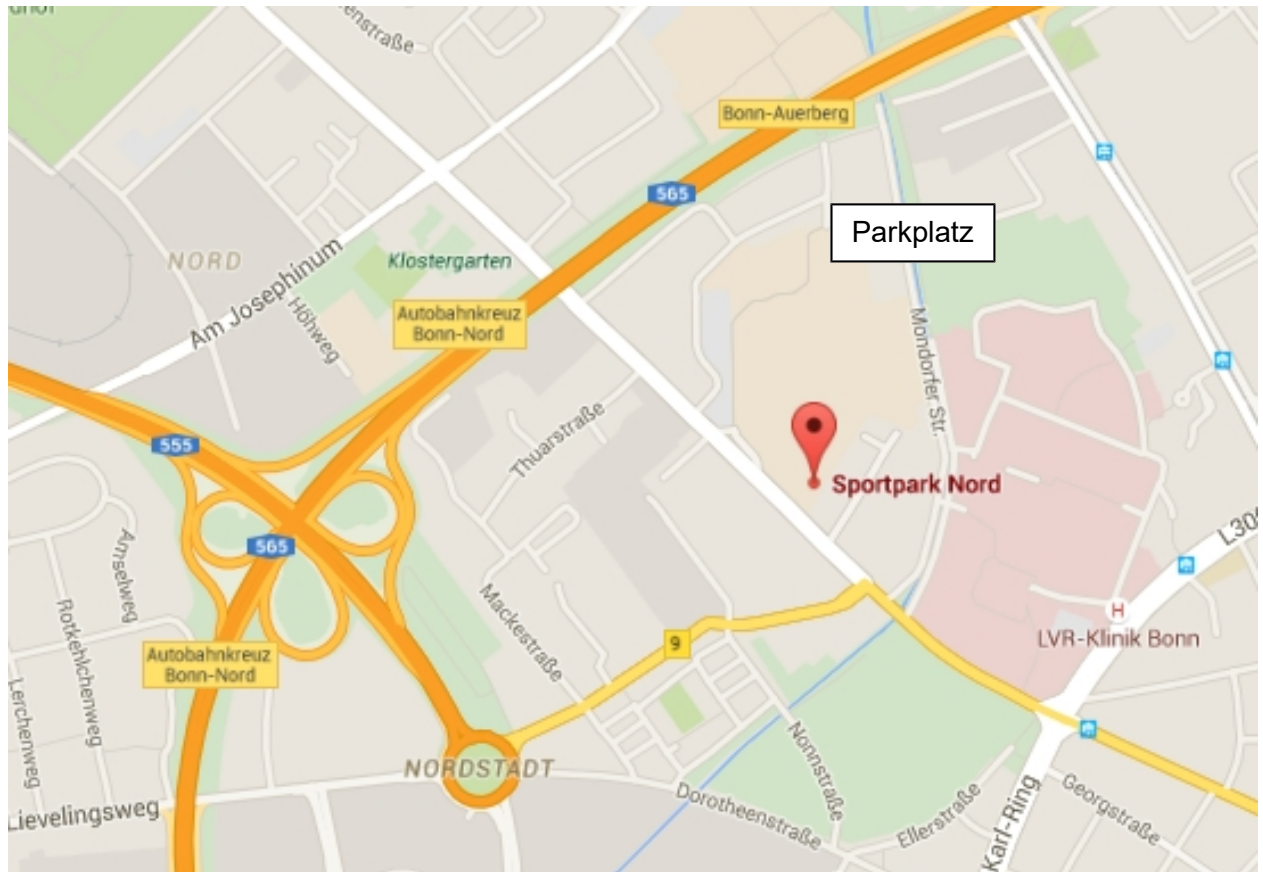 Bonn-Auerberg
565
Parkplatz
NORD
Klostergarten
Am Josephinum
Höhweg
Autobahnkreuz
Bonn-Nord
Mondorfer Str.
555
Thuarstraße
Sportpark Nord
565
Amselweg
Rotkehlchenweg
Mackestraße
9
H
LVR-Klinik Bonn
Autobahnkreuz
Bonn-Nord
Lerchenweg
NORDSTADT
Nonnstraße
Lievelingsweg
Dorotheenstraße
Ellerstraße
Georgstraße
Karl-Ring